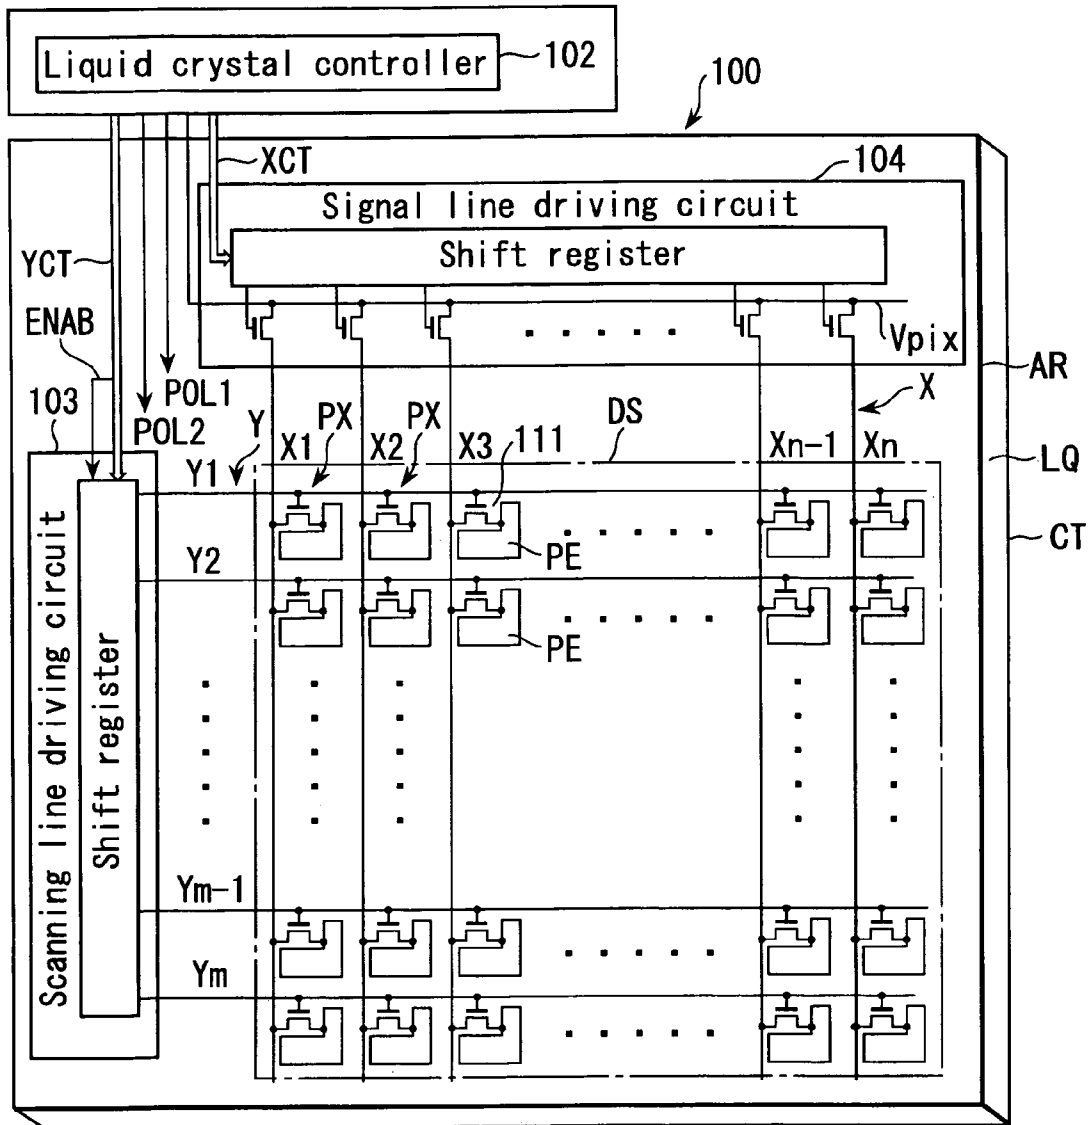 Liquid crystal controller
102
100
XCT
104
Signal line driving circuit
Shift register
YCT
ENAB
Vpix
AR
103
POL1
POL2
Y
X1
PX
X2
PX
X3
111
DS
Xn-1
Xn
X
LQ
Y1
CT
PE
Y2
PE
Scanning line driving circuit
Shift register
Ym-1
Ym